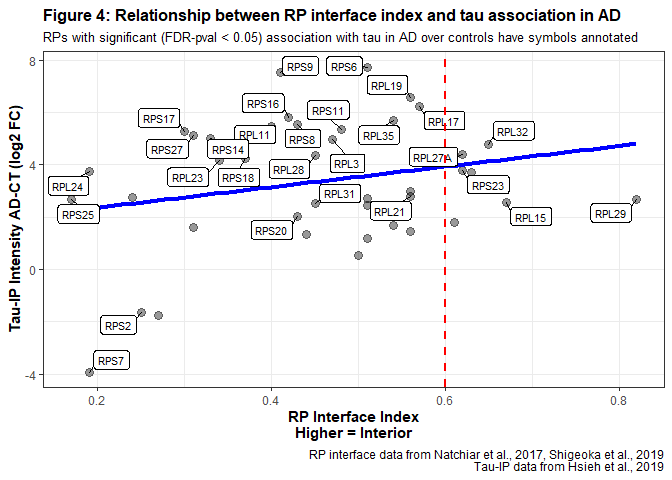 Figure 4: Relationship between RP interface index and tau association in AD
RPs with significant (FDR-pval < 0.05) association with tau in AD over controls have symbols annotated
8
4
0
-4
Tau-IP Intensity AD-CT (log2 FC)
RPS9
RPS6
RPL19
RPS16
RPS11
RPL17
RPS17
RPL11
RPS8
RPL35
RPL32
RPS27
RPS14
RPL3
RPL27A
RPL28
RPL23
RPS18
RPL24
RPS23
RPL31
RPS25
RPL21
RPL15
RPL29
RPS20
RPS2
RPS7
0.2
0.4
0.6
0.8
RP Interface Index
Higher = Interior
RP interface data from Natchiar et al., 2017, Shigeoka et al., 2019
Tau-IP data from Hsieh et al., 2019